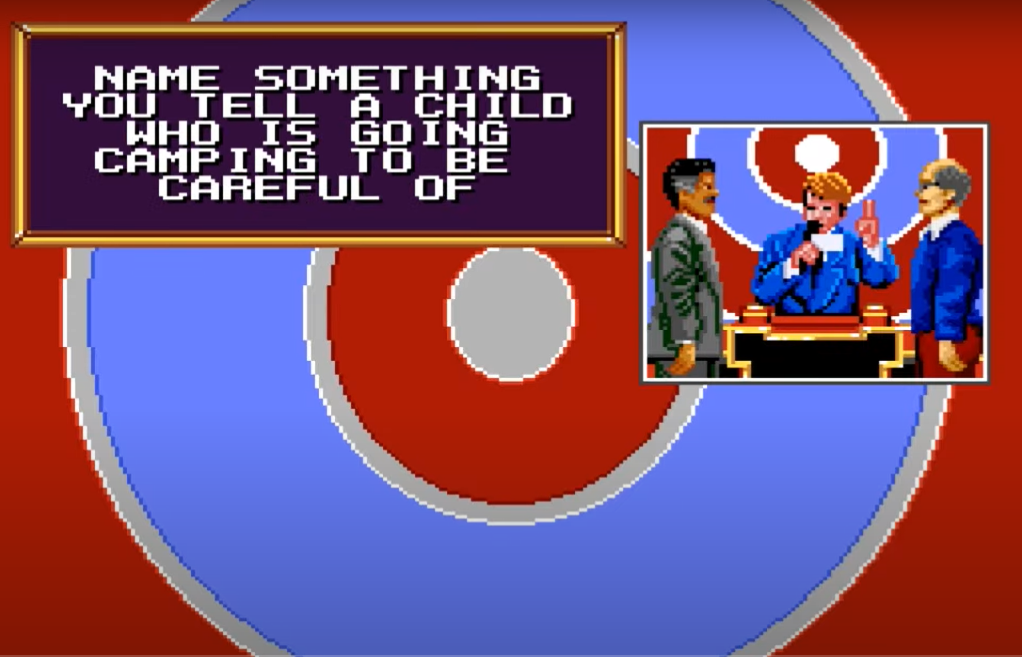 NAME SOMETHING
YOU TELL A CHILD
WHO IS GOING
CAMPING TO BE
CAREFUL OF